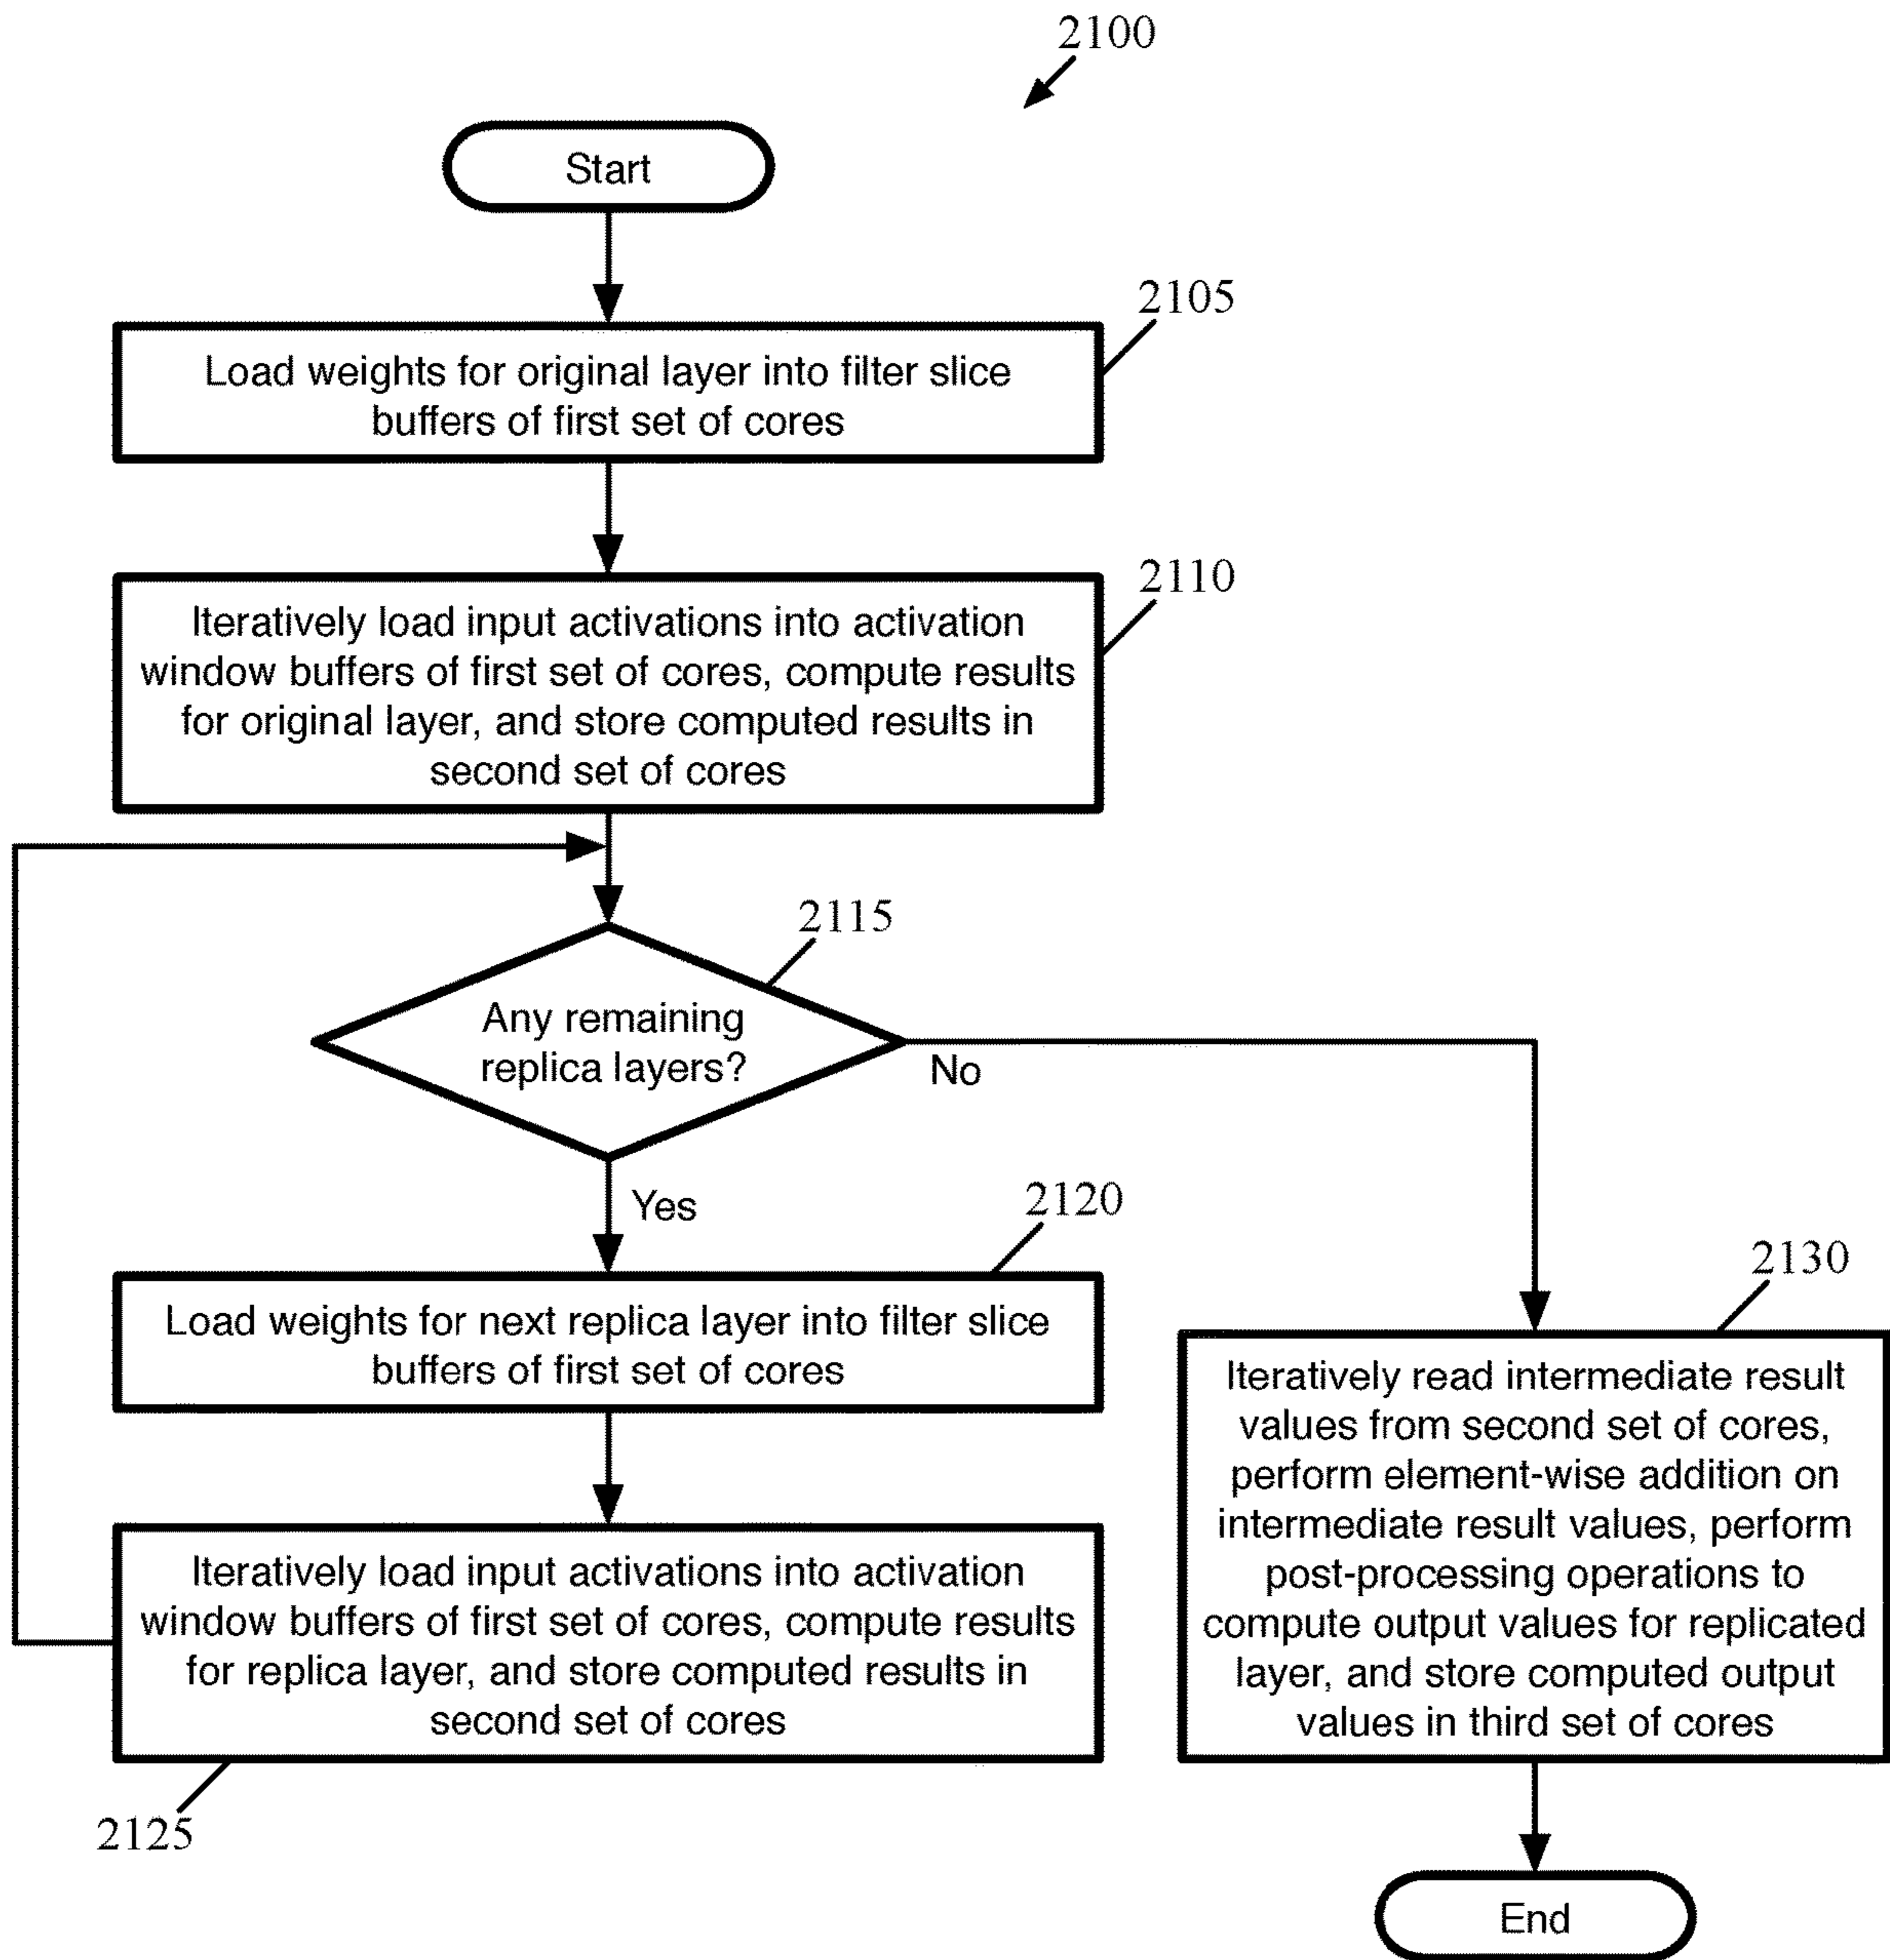 2100
Start
2105
Load weights for original layer into filter slice
buffers of first set of cores
2110
Iteratively load input activations into activation
window buffers of first set of cores, compute results
for original layer, and store computed results in
second set of cores
2115
Any remaining
replica layers?
No
Yes
2120
Load weights for next replica layer into filter slice
buffers of first set of cores
2130
Iteratively read intermediate result
values from second set of cores,
perform element-wise addition on
intermediate result values, perform
post-processing operations to
compute output values for replicated
layer, and store computed output
values in third set of cores
Iteratively load input activations into activation
window buffers of first set of cores, compute results
for replica layer, and store computed results in
second set of cores
2125
End